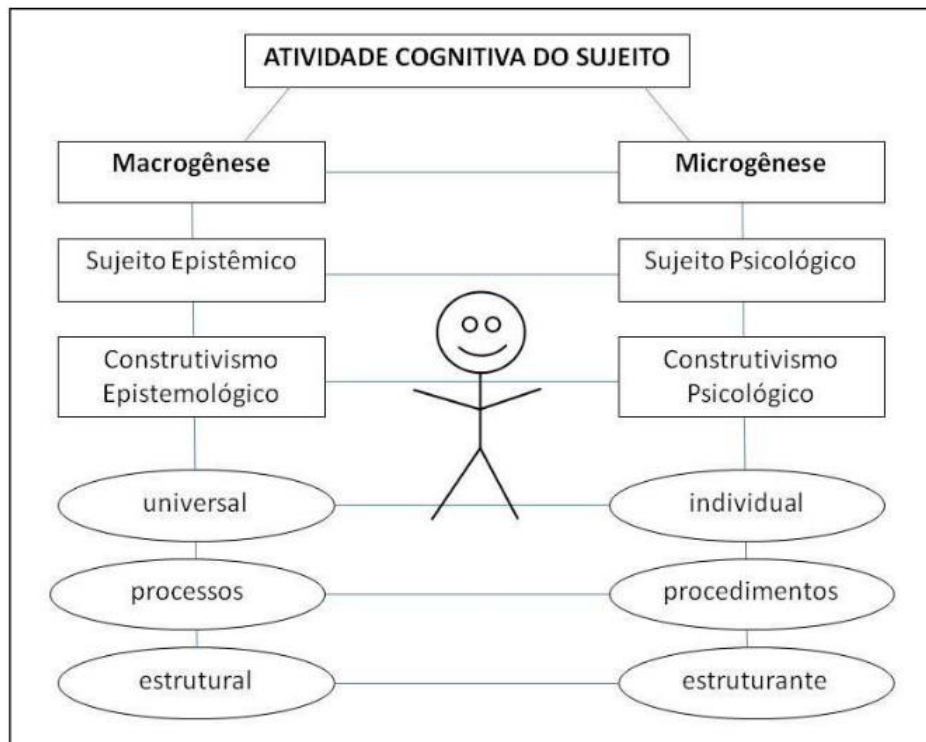 ATIVIDADE COGNITIVA DO SUJEITO
Macrogênese
Microgênese
Sujeito Epistêmico
Sujeito Psicológico
Construtivismo
Epistemológico
Construtivismo
Psicológico
universal
individual
processos
procedimentos
estrutural
estruturante